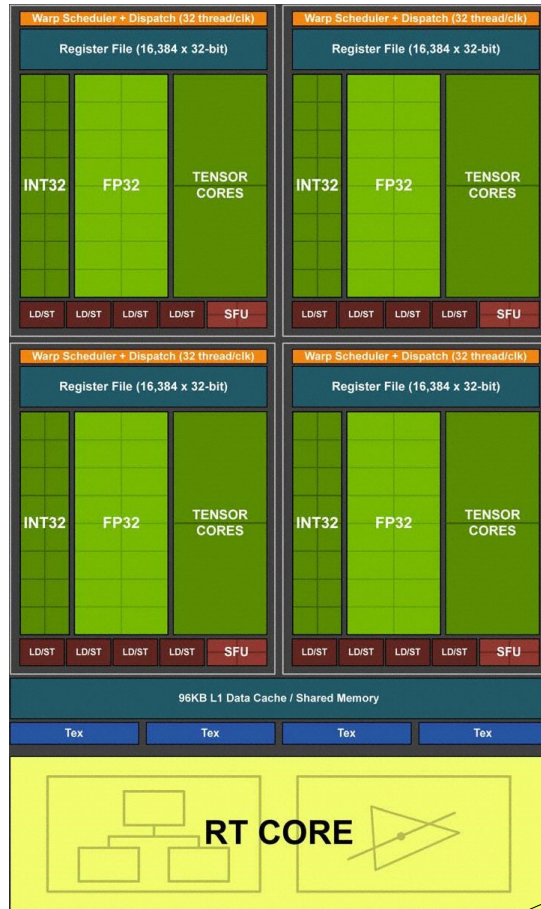 Warp Scheduler + Dispatch (32 thread/clk)
Register File (16,384 x 32-bit)
INT32
FP32
TENSOR
CORES
LD/ST
LD/ST
LD/ST
LD/ST
SFU
Warp Scheduler + Dispatch (32 thread/clk)
Register File (16,384 x 32-bit)
INT32
FP32
TENSOR
CORES
LD/ST
LD/ST
LD/ST
LD/ST
SFU
Warp Scheduler + Dispatch (32 thread/clk)
Register File (16,384 x 32-bit)
INT32
FP32
TENSOR
CORES
LD/ST
LD/ST
LD/ST
LD/ST
SFU
Warp Scheduler + Dispatch (32 thread/clk)
Register File (16,384 x 32-bit)
INT32
FP32
TENSOR
CORES
LD/ST
LD/ST
LD/ST
LD/ST
SFU
96KB L1 Data Cache / Shared Memory
Tex
Tex
Tex
Tex
RT CORE